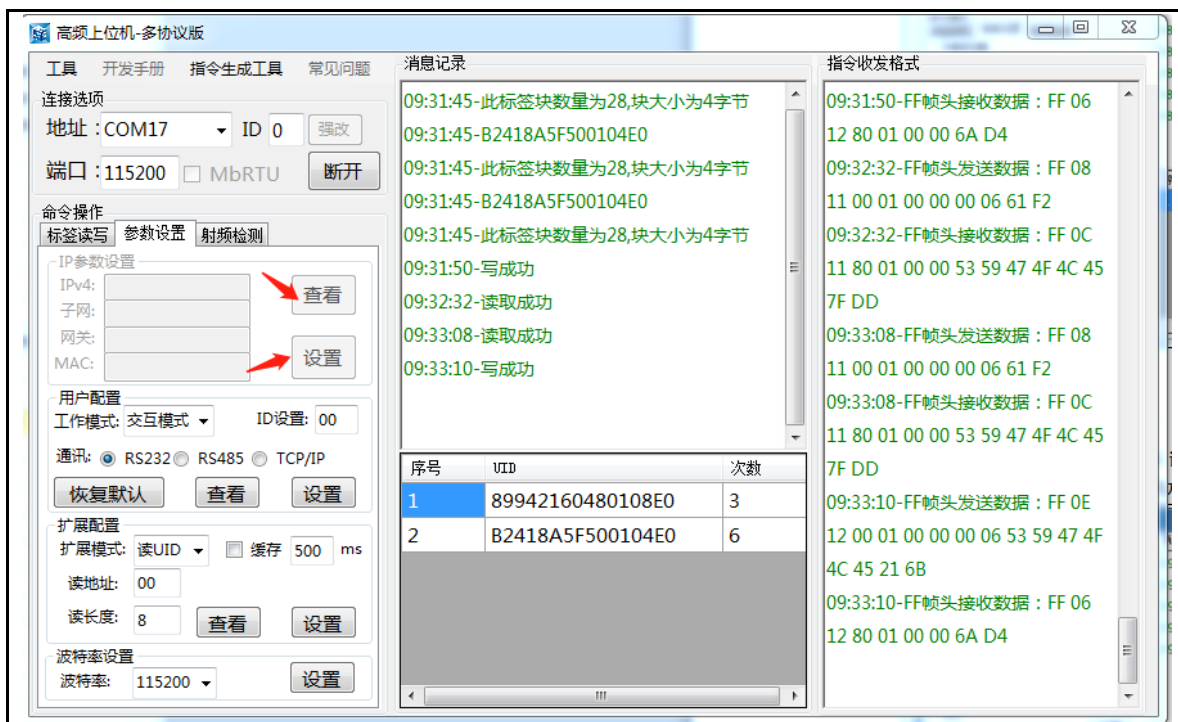 高频上位机-多协议版
工具 开发手册 指令生成工具 常见问题
连接选项
地址 : COM17 ID 0 强改
端口 : 115200 MbRTU 断开
命令操作
标签读写 参数设置 射频检测
IP参数设置
IPv4:
查看
子网:
网关:
设置
MAC:
用户配置
工作模式: 交互模式 ID设置: 00
通讯: RS232 RS485 TCP/IP
恢复默认 查看 设置
扩展配置
扩展模式: 读UID 缓存 500 ms
读地址: 00
读长度: 8 查看 设置
波特率设置
波特率: 115200 设置
消息记录
09:31:45-此标签块数量为28,块大小为4字节
09:31:45-B2418A5F500104E0
09:31:45-此标签块数量为28,块大小为4字节
09:31:45-B2418A5F500104E0
09:31:45-此标签块数量为28,块大小为4字节
09:31:50-写成功
09:32:32-读取成功
09:33:08-读取成功
09:33:10-写成功
序号 UID 次数
1 89942160480108E0 3
2 B2418A5F500104E0 6
指令收发格式
09:31:50-FF帧头接收数据：FF 06
12 80 01 00 00 6A D4
09:32:32-FF帧头发送数据：FF 08
11 00 01 00 00 00 06 61 F2
09:32:32-FF帧头接收数据：FF 0C
11 80 01 00 00 53 59 47 4F 4C 45
7F DD
09:33:08-FF帧头发送数据：FF 08
11 00 01 00 00 00 06 61 F2
09:33:08-FF帧头接收数据：FF 0C
11 80 01 00 00 53 59 47 4F 4C 45
7F DD
09:33:10-FF帧头发送数据：FF 0E
12 00 01 00 00 00 06 53 59 47 4F
4C 45 21 6B
09:33:10-FF帧头接收数据：FF 06
12 80 01 00 00 6A D4